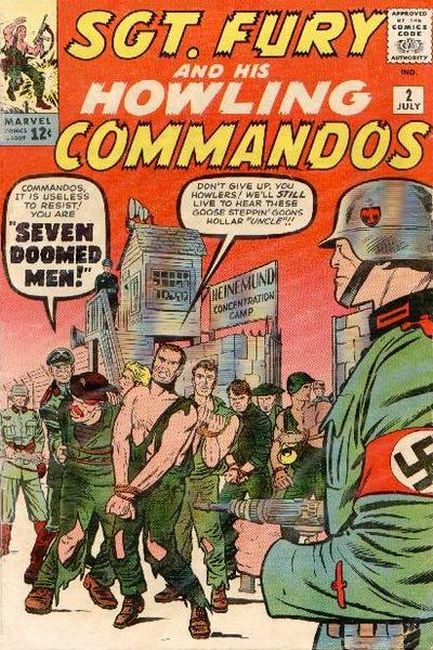 SGT. FURY
AND HIS
HOWLING
COMMANDOS
APPROVED
BY THE
COMICS
CODE
AUTHORITY
IND.
2
JULY
MARVEL
COMICS
GROUP
12¢
COMMANDOS,
IT IS USELESS
TO RESIST!
YOU ARE
"SEVEN
DOOMED
MEN!"
DON'T GIVE UP, YOU
HOWLERS! WE'LL STILL
LIVE TO HEAR THESE
GOOSE STEPPIN' GOONS
HOLLAR "UNCLE"!!
HEINEMUND
CONCENTRATION
CAMP